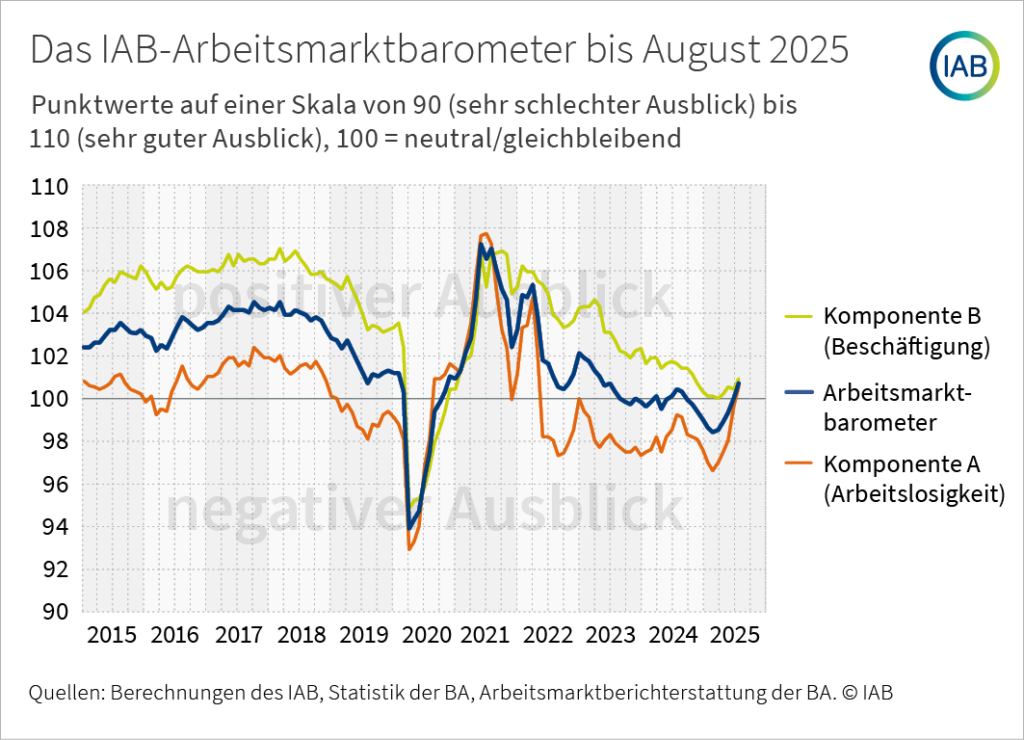 Das IAB-Arbeitsmarktbarometer bis August 2025
IAB
Punktwerte auf einer Skala von 90 (sehr schlechter Ausblick) bis
110 (sehr guter Ausblick), 100 = neutral/gleichbleibend
110
108
106
positiver Ausblick
104
102
100
98
96
negativer Ausblick
94
92
90
2015 2016 2017 2018 2019 2020 2021 2022 2023 2024 2025
Komponente B
(Beschäftigung)
Arbeitsmarkt-
barometer
Komponente A
(Arbeitslosigkeit)
Quellen: Berechnungen des IAB, Statistik der BA, Arbeitsmarktberichterstattung der BA. © IAB